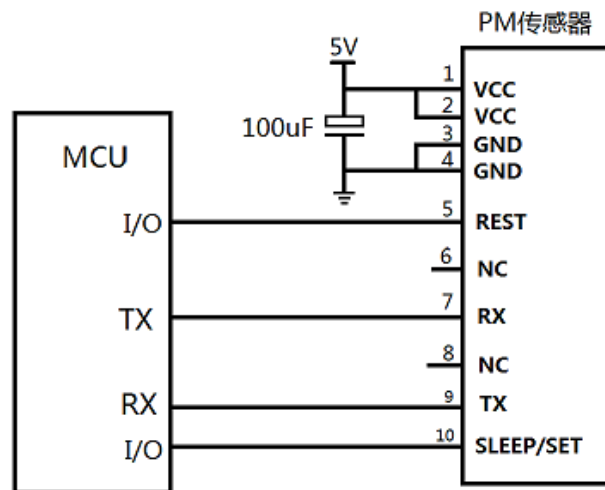 PM传感器
5V
1 VCC
2 VCC
100uF
3 GND
4 GND
MCU
I/O
5 REST
6 NC
TX
7 RX
8 NC
RX
9 TX
I/O
10 SLEEP/SET